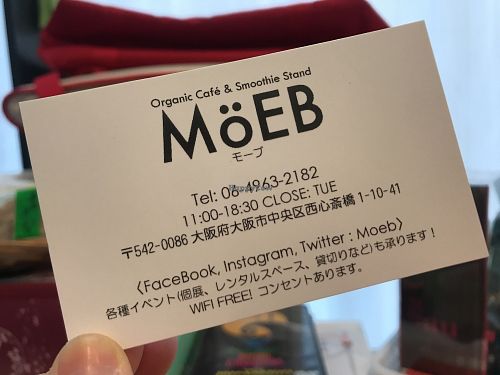 Organic Café & Smoothie Stand
MöEB
モーブ
Tel: 06-4963-2182
11:00-18:30 CLOSE: TUE
〒542-0086 大阪府大阪市中央区西心斎橋 1-10-41
〈FaceBook, Instagram, Twitter : Moeb〉
各種イベント(個展、レンタルスペース、貸切りなど)も承ります！
WIFI FREE! コンセントあります。